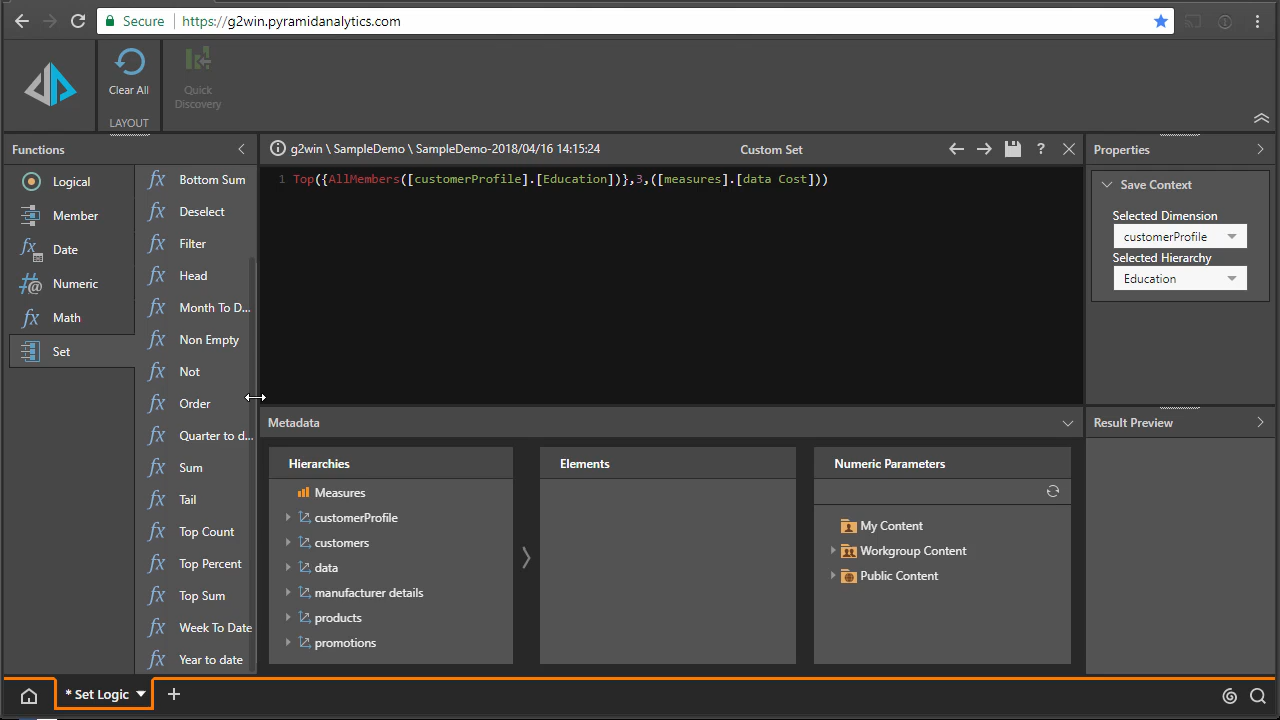 Secure
https://g2win.pyramidanalytics.com
Clear All
LAYOUT
Quick
Discovery
Functions
Logical
Member
Date
Numeric
Math
Set
Bottom Sum
Deselect
Filter
Head
Month To D...
Non Empty
Not
Order
Quarter to d...
Sum
Tail
Top Count
Top Percent
Top Sum
Week To Date
Year to date
g2win \ SampleDemo \ SampleDemo-2018/04/16 14:15:24
Custom Set
?
1 Top({AllMembers([customerProfile].[Education])},3,([measures].[data Cost]))
Properties
Save Context
Selected Dimension
customerProfile
Selected Hierarchy
Education
Metadata
Hierarchies
Measures
customerProfile
customers
data
manufacturer details
products
promotions
Elements
Numeric Parameters
My Content
Workgroup Content
Public Content
Result Preview
* Set Logic